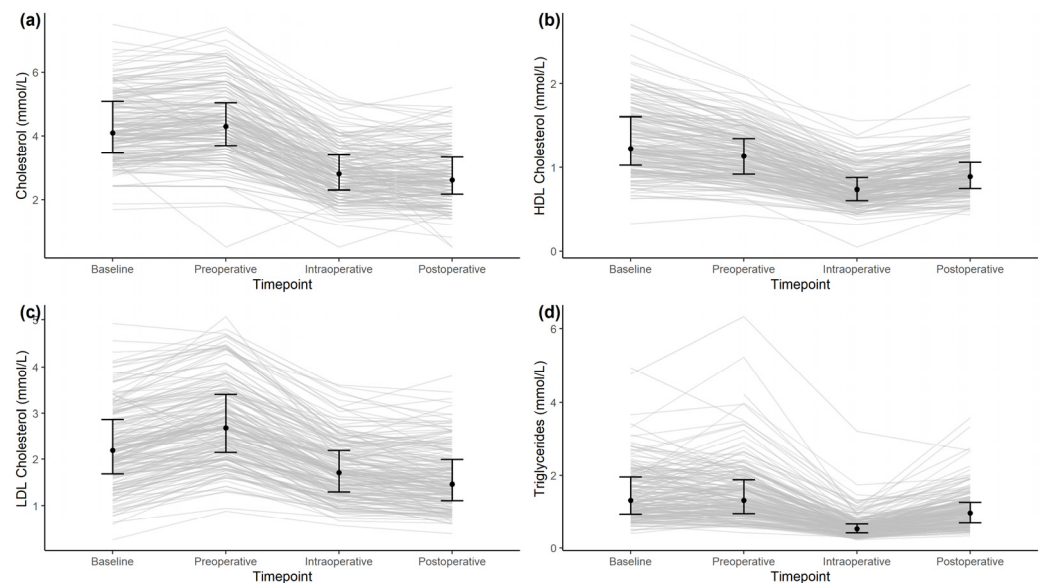 (a)
Cholesterol (mmol/L)
6
4
2
Baseline Preoperative Intraoperative Postoperative
Timepoint
(b)
HDL Cholesterol (mmol/L)
2
1
0
Baseline Preoperative Intraoperative Postoperative
Timepoint
(c)
LDL Cholesterol (mmol/L)
5
4
3
2
1
Baseline Preoperative Intraoperative Postoperative
Timepoint
(d)
Triglycerides (mmol/L)
6
4
2
0
Baseline Preoperative Intraoperative Postoperative
Timepoint